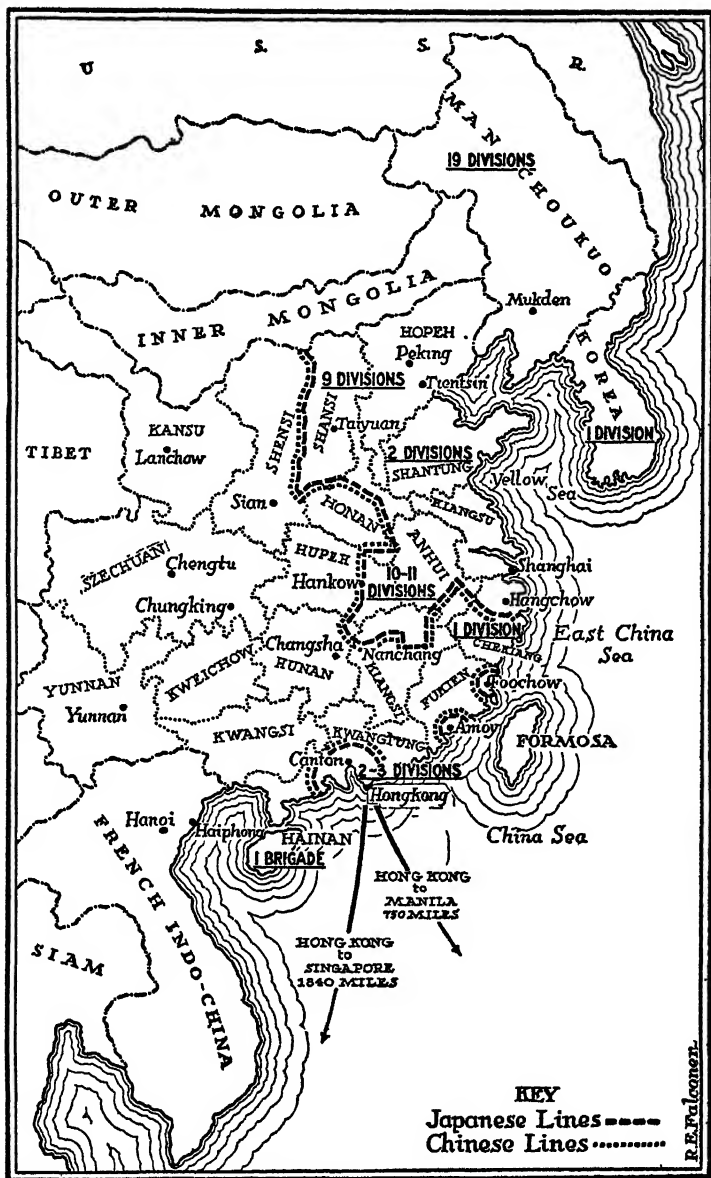 U. S. S. R.
MANCHOUKUO
19 DIVISIONS
OUTER MONGOLIA
INNER MONGOLIA
Mukden
HOPEH
Peking
Tientsin
KOREA
1 DIVISION
9 DIVISIONS
SHENSI
SHANSI
Taiyuan
KANSU
Lanchow
TIBET
2 DIVISIONS
SHANTUNG
Yellow Sea
KIANGSU
Sian
HONAN
ANHUI
SZECHUAN
Chengtu
HUPEH
Hankow
10-11
DIVISIONS
Shanghai
Hangchow
Chungking
1 DIVISION
CHEKIANG
East China
Sea
Changsha
HUNAN
Nanchang
KIANGSI
FUKIEN
Foochow
KWEICHOW
YUNNAN
Yunnan
KWANGSI
KWANGTUNG
Amoy
FORMOSA
Canton
2-3 DIVISIONS
Hongkong
China Sea
Hanoi
Haiphong
HAINAN
1 BRIGADE
FRENCH INDO-CHINA
SIAM
HONG KONG
to
MANILA
750 MILES
HONG KONG
to
SINGAPORE
1840 MILES
KEY
Japanese Lines
Chinese Lines
R.E.Falconer.